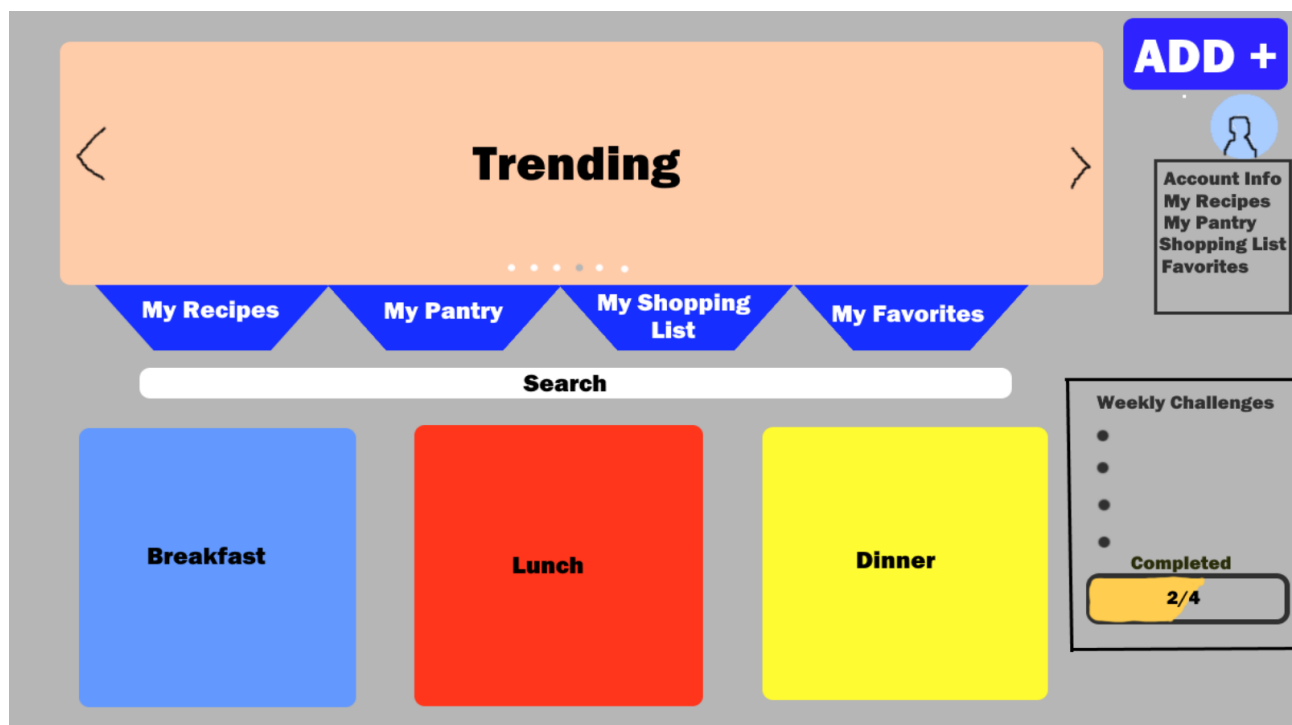 ADD +
Trending
Account Info
My Recipes
My Pantry
Shopping List
Favorites
My Recipes
My Pantry
My Shopping
List
My Favorites
Search
Weekly Challenges
Breakfast
Lunch
Dinner
Completed
2/4